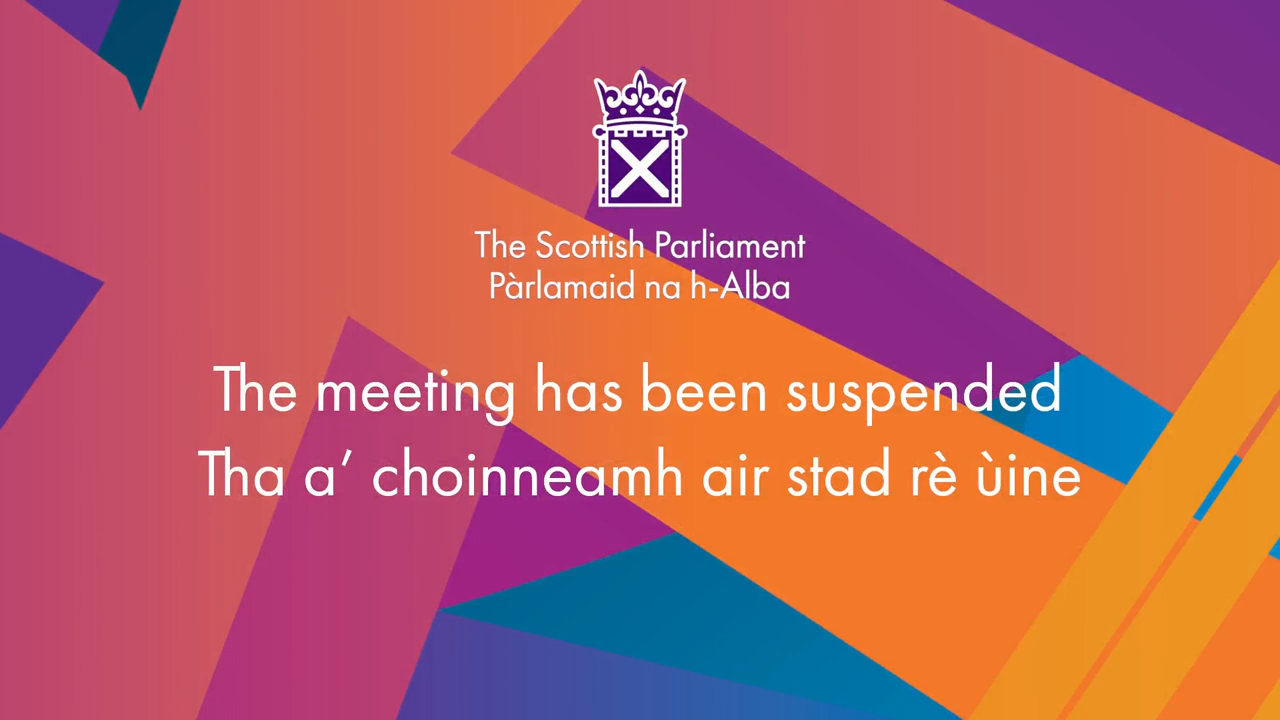 The Scottish Parliament
Pàrlamaid na h-Alba
The meeting has been suspended
Tha a’ choinneamh air stad rè ùine